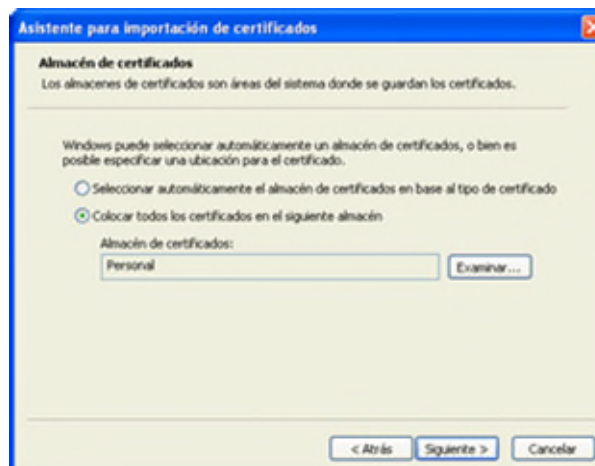 Asistente para importación de certificados
Almacén de certificados
Los almacenes de certificados son áreas del sistema donde se guardan los certificados.
Windows puede seleccionar automáticamente un almacén de certificados, o bien es
posible especificar una ubicación para el certificado.
Seleccionar automáticamente el almacén de certificados en base al tipo de certificado
Colocar todos los certificados en el siguiente almacén
Almacén de certificados:
Personal
Examinar...
< Atrás
Siguiente >
Cancelar